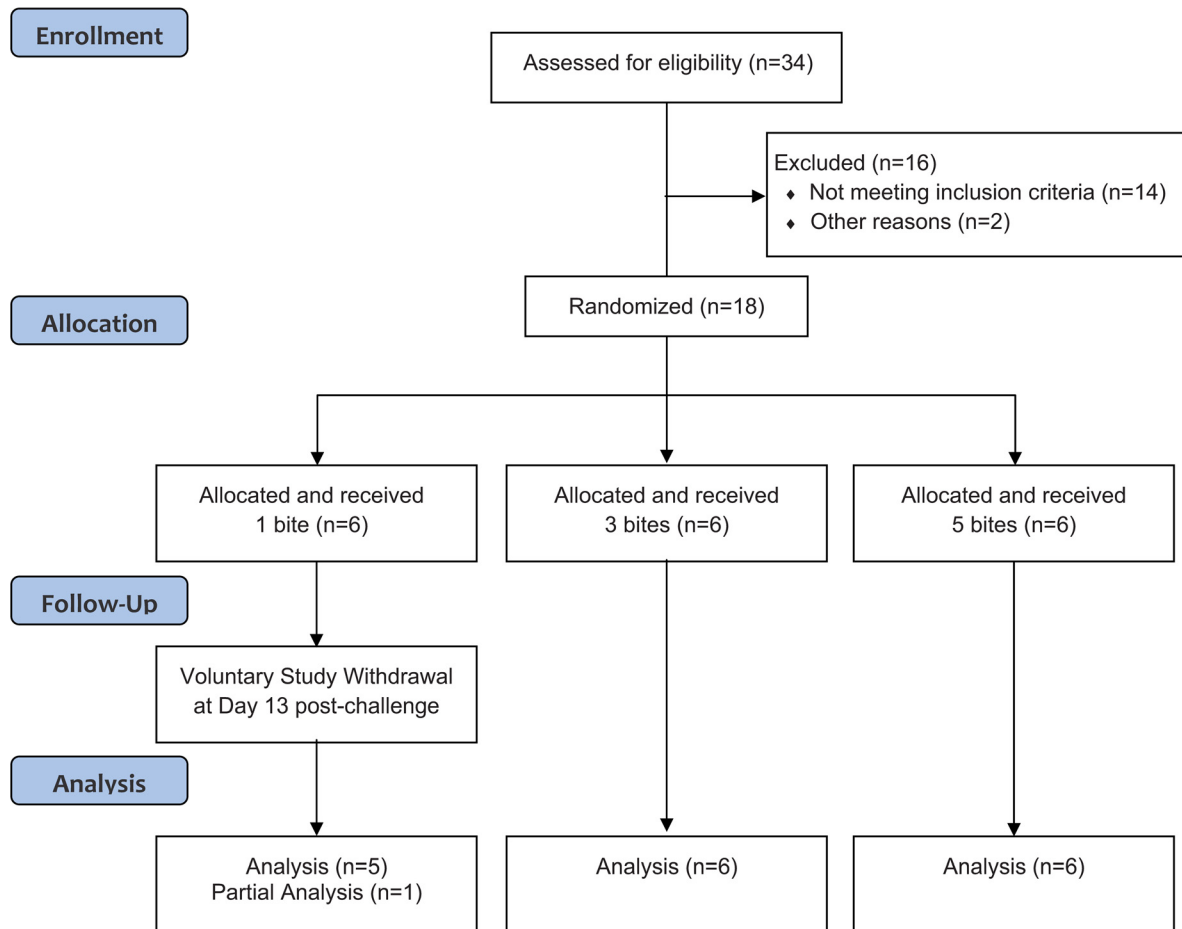 Enrollment
Assessed for eligibility (n=34)
Excluded (n=16)
♦ Not meeting inclusion criteria (n=14)
♦ Other reasons (n=2)
Randomized (n=18)
Allocation
Allocated and received
1 bite (n=6)
Allocated and received
3 bites (n=6)
Allocated and received
5 bites (n=6)
Follow-Up
Voluntary Study Withdrawal
at Day 13 post-challenge
Analysis
Analysis (n=5)
Partial Analysis (n=1)
Analysis (n=6)
Analysis (n=6)